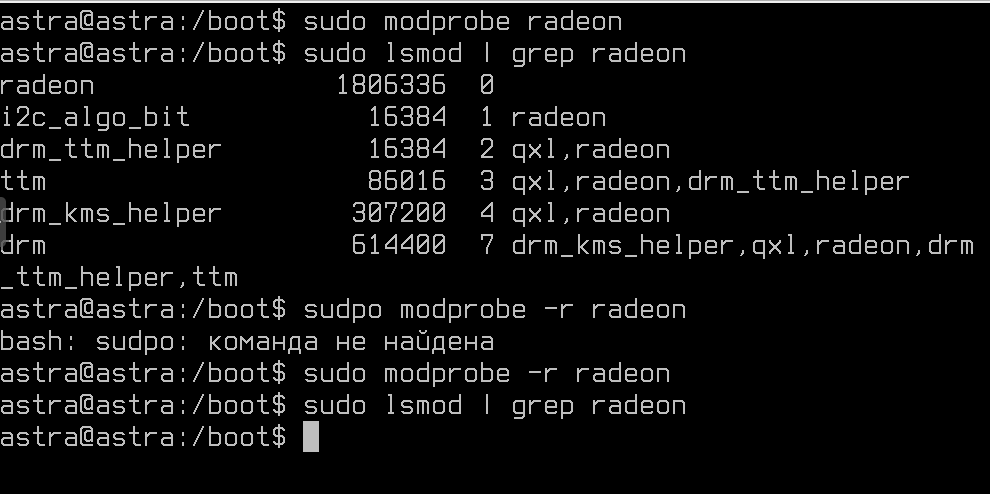 astra@astra:/boot$ sudo modprobe radeon
astra@astra:/boot$ sudo lsmod | grep radeon
radeon               1806336  0
i2c_algo_bit           16384  1 radeon
drm_ttm_helper         16384  2 qxl,radeon
ttm                    86016  3 qxl,radeon,drm_ttm_helper
drm_kms_helper        307200  4 qxl,radeon
drm                   614400  7 drm_kms_helper,qxl,radeon,drm
_ttm_helper,ttm
astra@astra:/boot$ sudpo modprobe -r radeon
bash: sudpo: команда не найдена
astra@astra:/boot$ sudo modprobe -r radeon
astra@astra:/boot$ sudo lsmod | grep radeon
astra@astra:/boot$